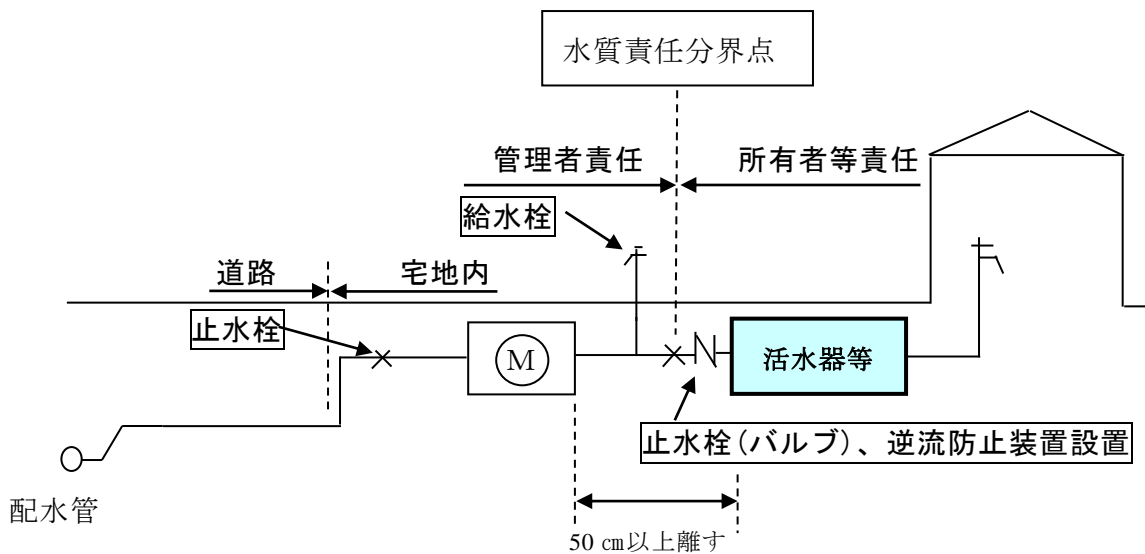 水質責任分界点
管理者責任
所有者等責任
給水栓
道路
宅地内
止水栓
M
活水器等
止水栓(バルブ)、逆流防止装置設置
配水管
50 ㎝以上離す